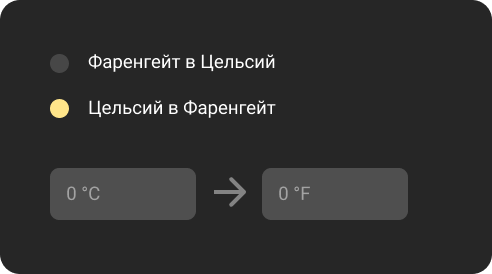 Фаренгейт в Цельсий
Цельсий в Фаренгейт
0 °C
0 °F